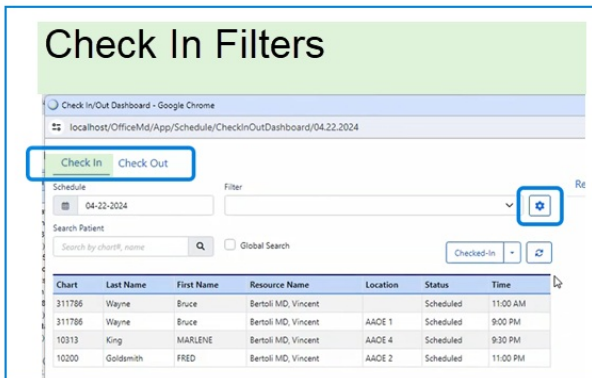 Check In Filters
Check In/Out Dashboard - Google Chrome
localhost/OfficeMd/App/Schedule/CheckInOutDashboard/04.22.2024
Check In Check Out
Re
Schedule Filter
04-22-2024
Search Patient
Search by chart#, name Global Search Checked-In
Chart Last Name First Name Resource Name Location Status Time
311786 Wayne Bruce Bertoli MD, Vincent Scheduled 11:00 AM
311786 Wayne Bruce Bertoli MD, Vincent AAOE 1 Scheduled 9:00 PM
10313 King MARLENE Bertoli MD, Vincent AAOE 4 Scheduled 9:30 PM
10200 Goldsmith FRED Bertoli MD, Vincent AAOE 2 Scheduled 11:00 PM